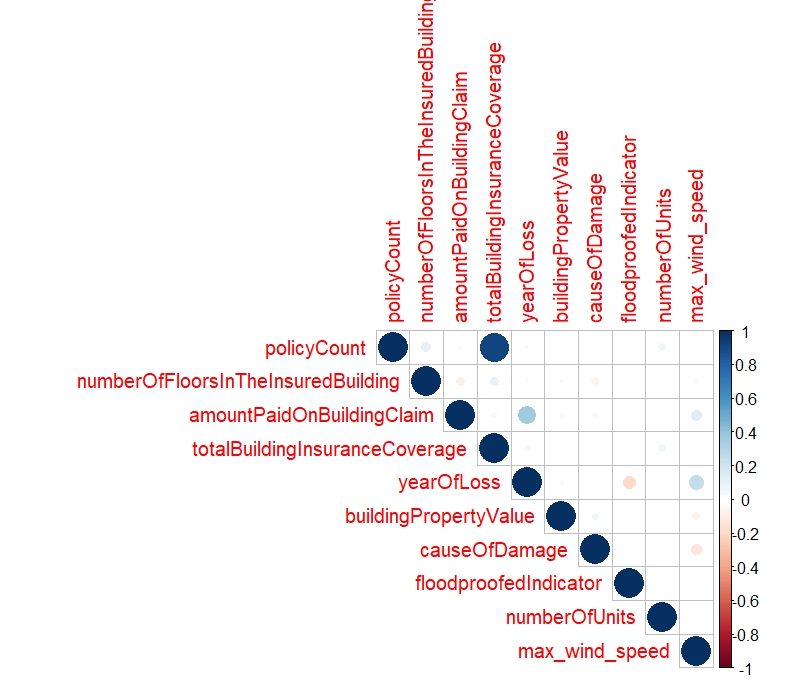 policyCount
numberOfFloorsInTheInsuredBuilding
amountPaidOnBuildingClaim
totalBuildingInsuranceCoverage
yearOfLoss
buildingPropertyValue
causeOfDamage
floodproofedIndicator
numberOfUnits
max_wind_speed
policyCount
numberOfFloorsInTheInsuredBuilding
amountPaidOnBuildingClaim
totalBuildingInsuranceCoverage
yearOfLoss
buildingPropertyValue
causeOfDamage
floodproofedIndicator
numberOfUnits
max_wind_speed
1
0.8
0.6
0.4
0.2
0
-0.2
-0.4
-0.6
-0.8
-1